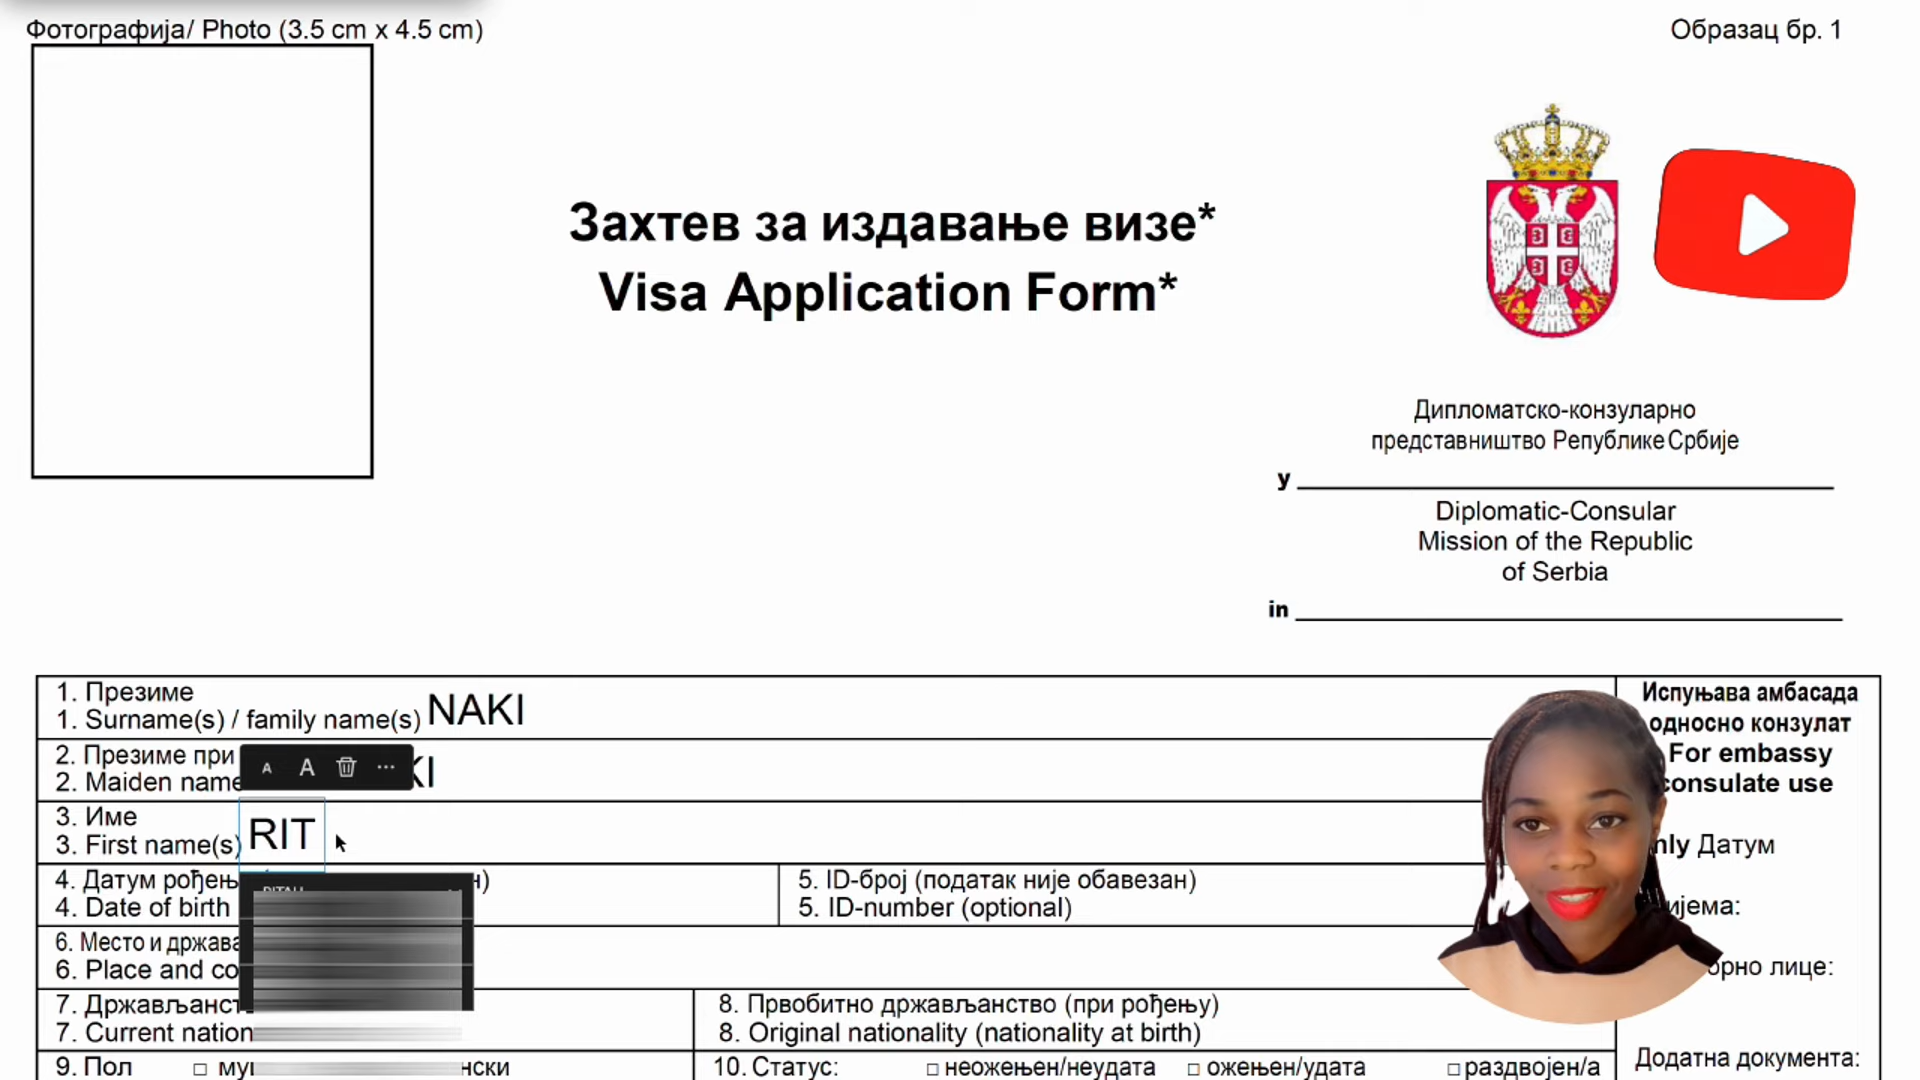 Фотографија/ Photo (3.5 cm x 4.5 cm)
Образац бр. 1
Захтев за издавање визе*
Visa Application Form*
Дипломатско-конзуларно
представништво Републике Србије
у
Diplomatic-Consular
Mission of the Republic
of Serbia
in
1. Презиме
1. Surname(s) / family name(s) NAKI
2. Презиме при
2. Maiden name
3. Име
3. First name(s) RIT
4. Датум
4. Date of birth
5. ID-број (податак није обавезан)
5. ID-number (optional)
6. Место и
6. Place and
7.
7. Current
8. Првобитно држављанство (при рођењу)
8. Original nationality (nationality at birth)
9. Пол
10. Статус: □ неожењен/неудата □ ожењен/удата □ раздвојен/а
Испуњава амбасада
односно конзулат
For embassy
consulate use
Датум
лице:
Додатна документа: